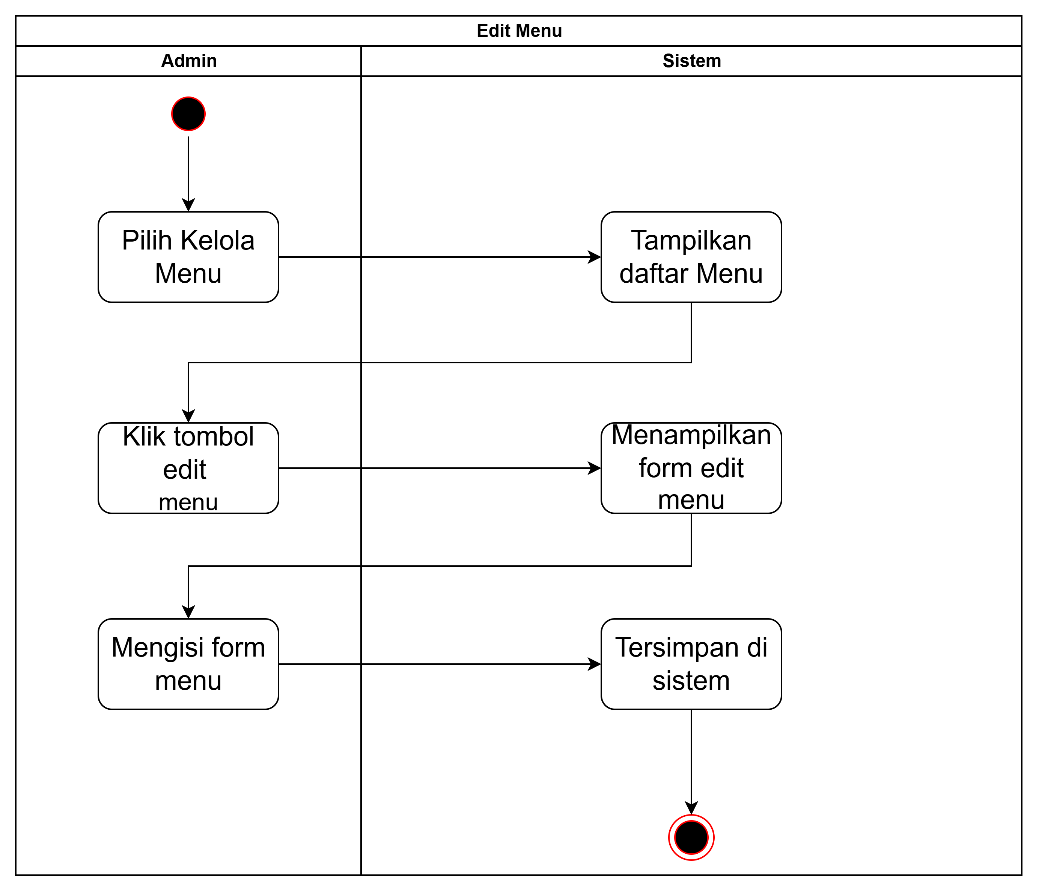 Edit Menu
Admin
Sistem
Pilih Kelola
Menu
Tampilkan
daftar Menu
Klik tombol
edit
menu
Menampilkan
form edit
menu
Mengisi form
menu
Tersimpan di
sistem